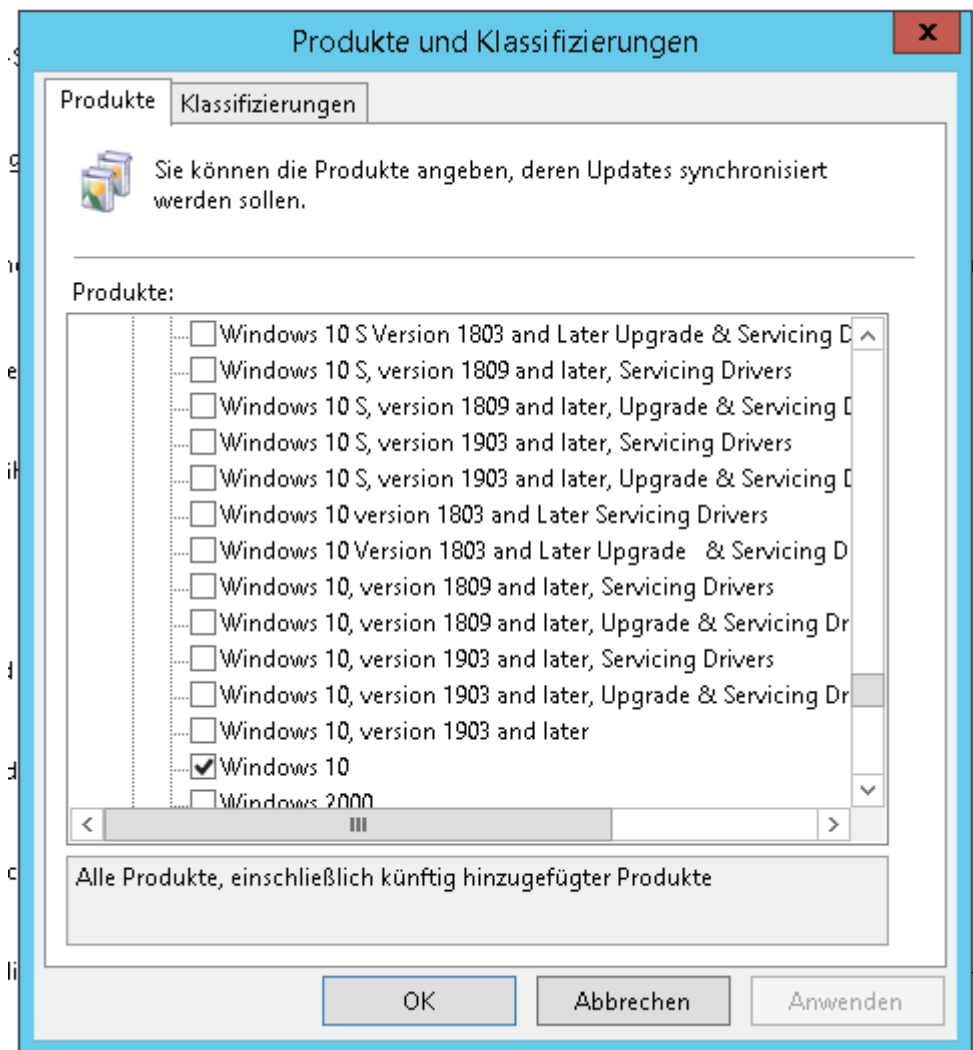 Produkte und Klassifizierungen
x
Produkte
Klassifizierungen
Sie können die Produkte angeben, deren Updates synchronisiert
werden sollen.
Produkte:
Windows 10 S Version 1803 and Later Upgrade & Servicing D
Windows 10 S, version 1809 and later, Servicing Drivers
Windows 10 S, version 1809 and later, Upgrade & Servicing D
Windows 10 S, version 1903 and later, Servicing Drivers
Windows 10 S, version 1903 and later, Upgrade & Servicing D
Windows 10 version 1803 and Later Servicing Drivers
Windows 10 Version 1803 and Later Upgrade   & Servicing D
Windows 10, version 1809 and later, Servicing Drivers
Windows 10, version 1809 and later, Upgrade & Servicing Dr
Windows 10, version 1903 and later, Servicing Drivers
Windows 10, version 1903 and later, Upgrade & Servicing Dr
Windows 10, version 1903 and later
Windows 10
Windows 2000
Alle Produkte, einschließlich künftig hinzugefügter Produkte
OK
Abbrechen
Anwenden